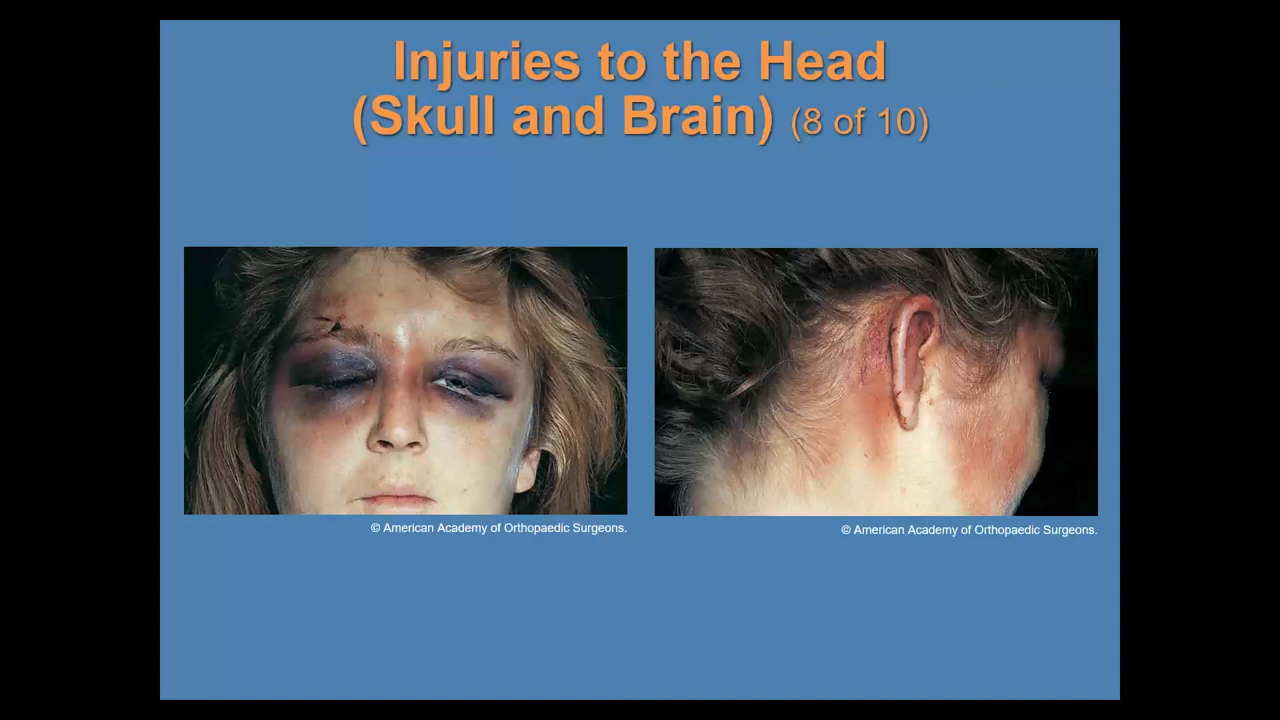 Injuries to the Head
(Skull and Brain) (8 of 10)
© American Academy of Orthopaedic Surgeons.
© American Academy of Orthopaedic Surgeons.